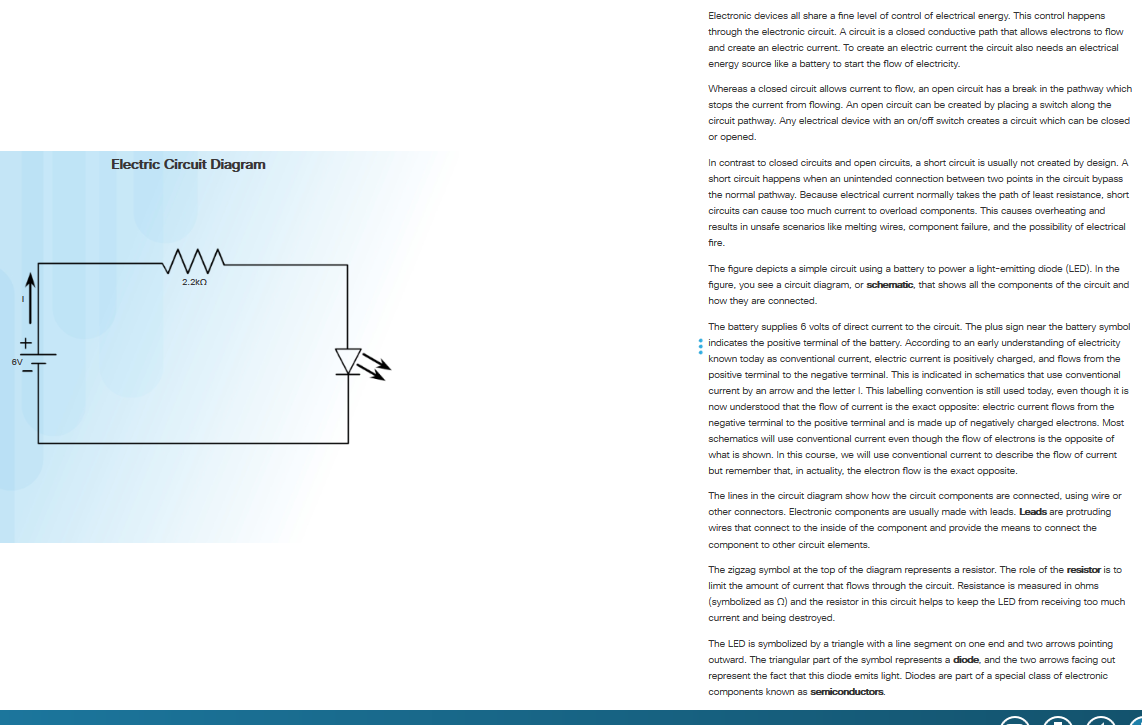 Electric Circuit Diagram
2.2kΩ
I
+
6V
Electronic devices all share a fine level of control of electrical energy. This control happens
through the electronic circuit. A circuit is a closed conductive path that allows electrons to flow
and create an electric current. To create an electric current the circuit also needs an electrical
energy source like a battery to start the flow of electricity.
Whereas a closed circuit allows current to flow, an open circuit has a break in the pathway which
stops the current from flowing. An open circuit can be created by placing a switch along the
circuit pathway. Any electrical device with an on/off switch creates a circuit which can be closed
or opened.
In contrast to closed circuits and open circuits, a short circuit is usually not created by design. A
short circuit happens when an unintended connection between two points in the circuit bypass
the normal pathway. Because electrical current normally takes the path of least resistance, short
circuits can cause too much current to overload components. This causes overheating and
results in unsafe scenarios like melting wires, component failure, and the possibility of electrical
fire.
The figure depicts a simple circuit using a battery to power a light-emitting diode (LED). In the
figure, you see a circuit diagram, or schematic, that shows all the components of the circuit and
how they are connected.
The battery supplies 6 volts of direct current to the circuit. The plus sign near the battery symbol
indicates the positive terminal of the battery. According to an early understanding of electricity
known today as conventional current, electric current is positively charged, and flows from the
positive terminal to the negative terminal. This is indicated in schematics that use conventional
current by an arrow and the letter I. This labelling convention is still used today, even though it is
now understood that the flow of current is the exact opposite: electric current flows from the
negative terminal to the positive terminal and is made up of negatively charged electrons. Most
schematics will use conventional current even though the flow of electrons is the opposite of
what is shown. In this course, we will use conventional current to describe the flow of current
but remember that, in actuality, the electron flow is the exact opposite.
The lines in the circuit diagram show how the circuit components are connected, using wire or
other connectors. Electronic components are usually made with leads. Leads are protruding
wires that connect to the inside of the component and provide the means to connect the
component to other circuit elements.
The zigzag symbol at the top of the diagram represents a resistor. The role of the resistor is to
limit the amount of current that flows through the circuit. Resistance is measured in ohms
(symbolized as Ω) and the resistor in this circuit helps to keep the LED from receiving too much
current and being destroyed.
The LED is symbolized by a triangle with a line segment on one end and two arrows pointing
outward. The triangular part of the symbol represents a diode, and the two arrows facing out
represent the fact that this diode emits light. Diodes are part of a special class of electronic
components known as semiconductors.